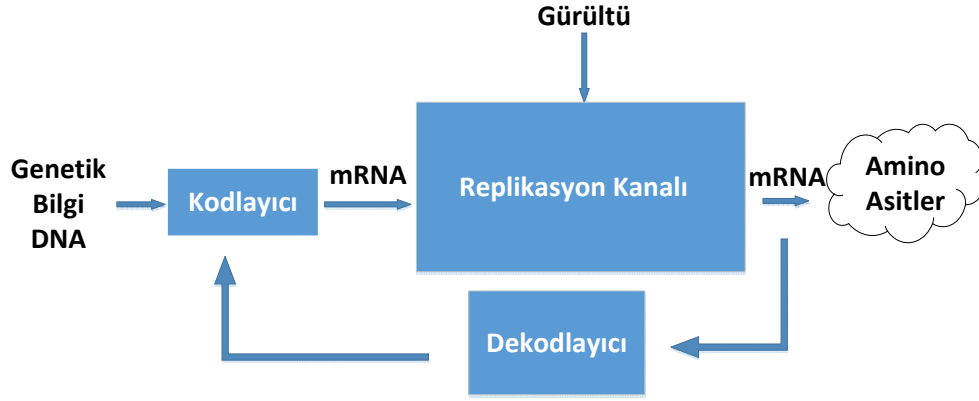 Gürültü
Genetik
Bilgi
DNA
Kodlayıcı
mRNA
Replikasyon Kanalı
mRNA
Amino
Asitler
Dekodlayıcı